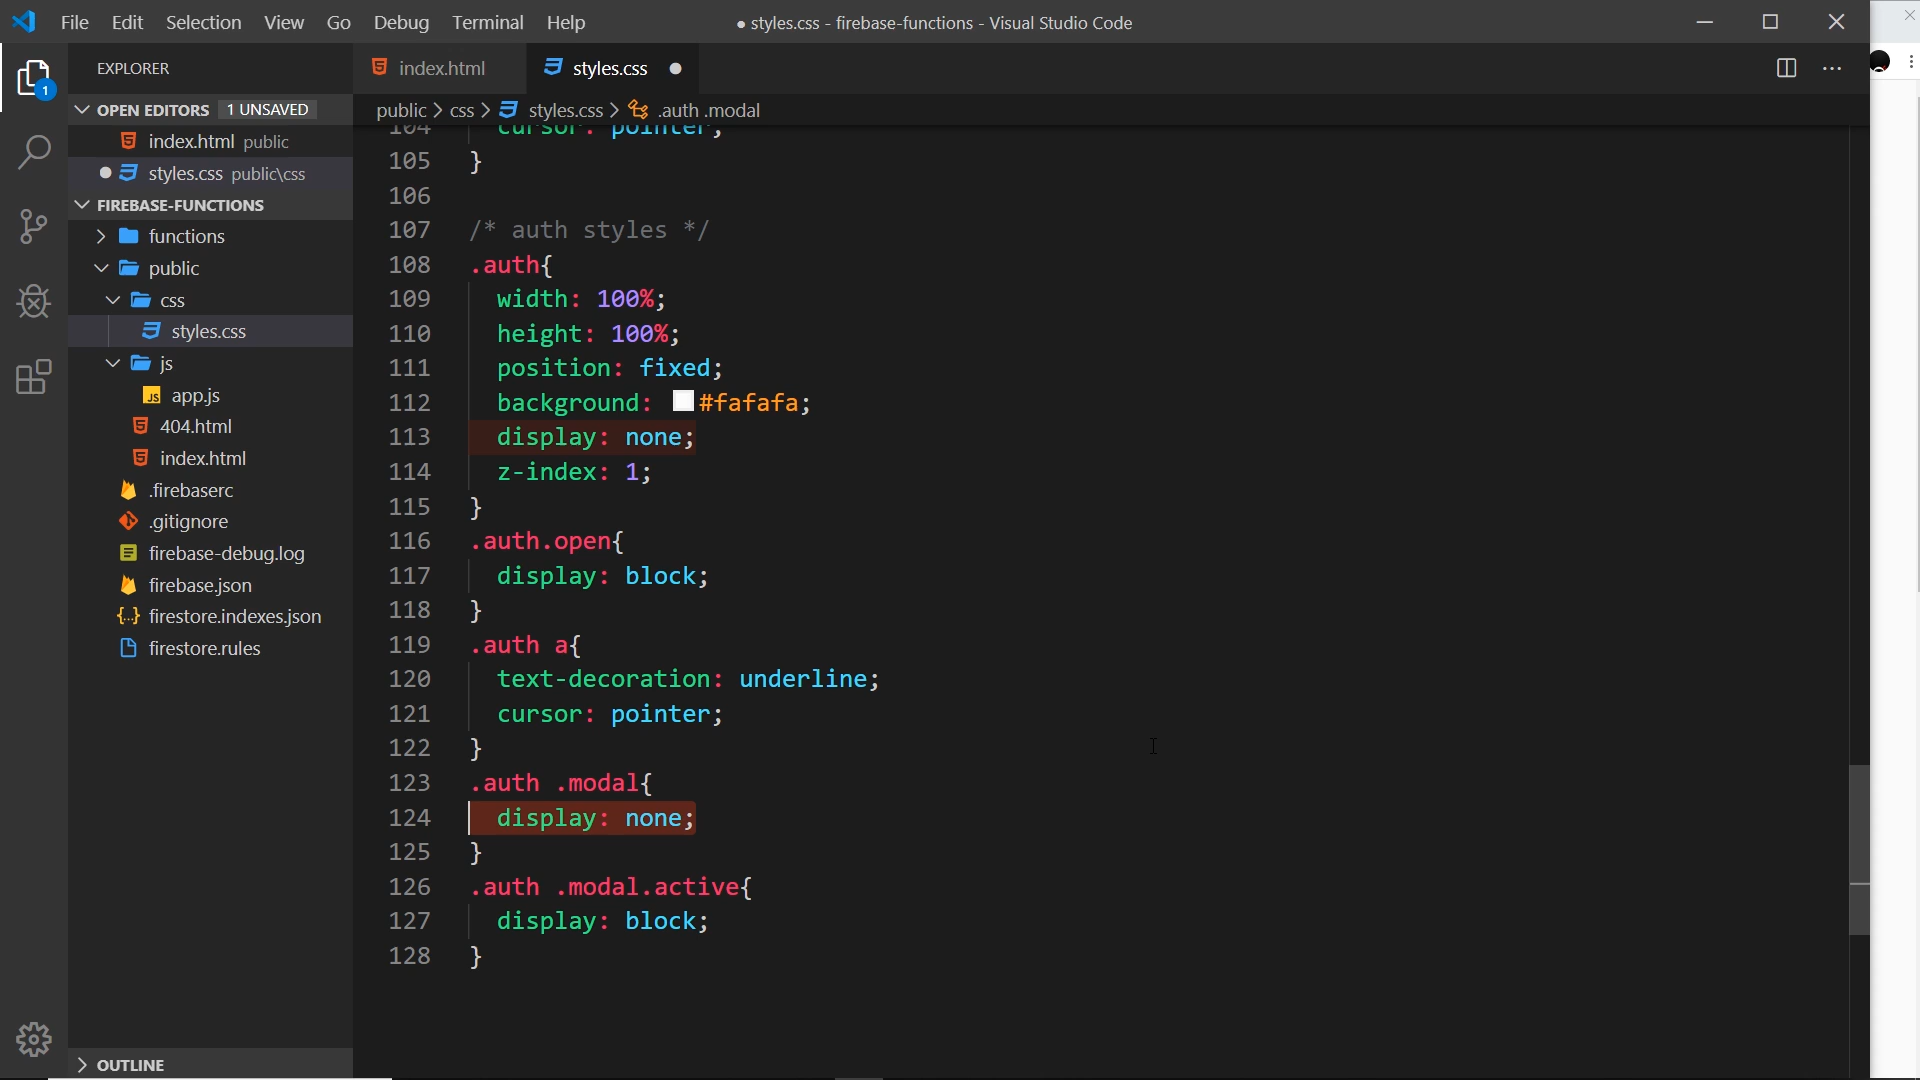 File Edit Selection View Go Debug Terminal Help
● styles.css - firebase-functions - Visual Studio Code
EXPLORER
index.html
styles.css
OPEN EDITORS 1 UNSAVED
index.html public
styles.css public\css
FIREBASE-FUNCTIONS
functions
public
css
styles.css
js
JS app.js
404.html
index.html
.firebaserc
.gitignore
firebase-debug.log
firebase.json
{..} firestore.indexes.json
firestore.rules
OUTLINE
1
public > css > styles.css > .auth .modal
104 cursor: pointer;
105 }
106
107 /* auth styles */
108 .auth{
109 width: 100%;
110 height: 100%;
111 position: fixed;
112 background: #fafafa;
113 display: none;
114 z-index: 1;
115 }
116 .auth.open{
117 display: block;
118 }
119 .auth a{
120 text-decoration: underline;
121 cursor: pointer;
122 }
123 .auth .modal{
124 display: none;
125 }
126 .auth .modal.active{
127 display: block;
128 }